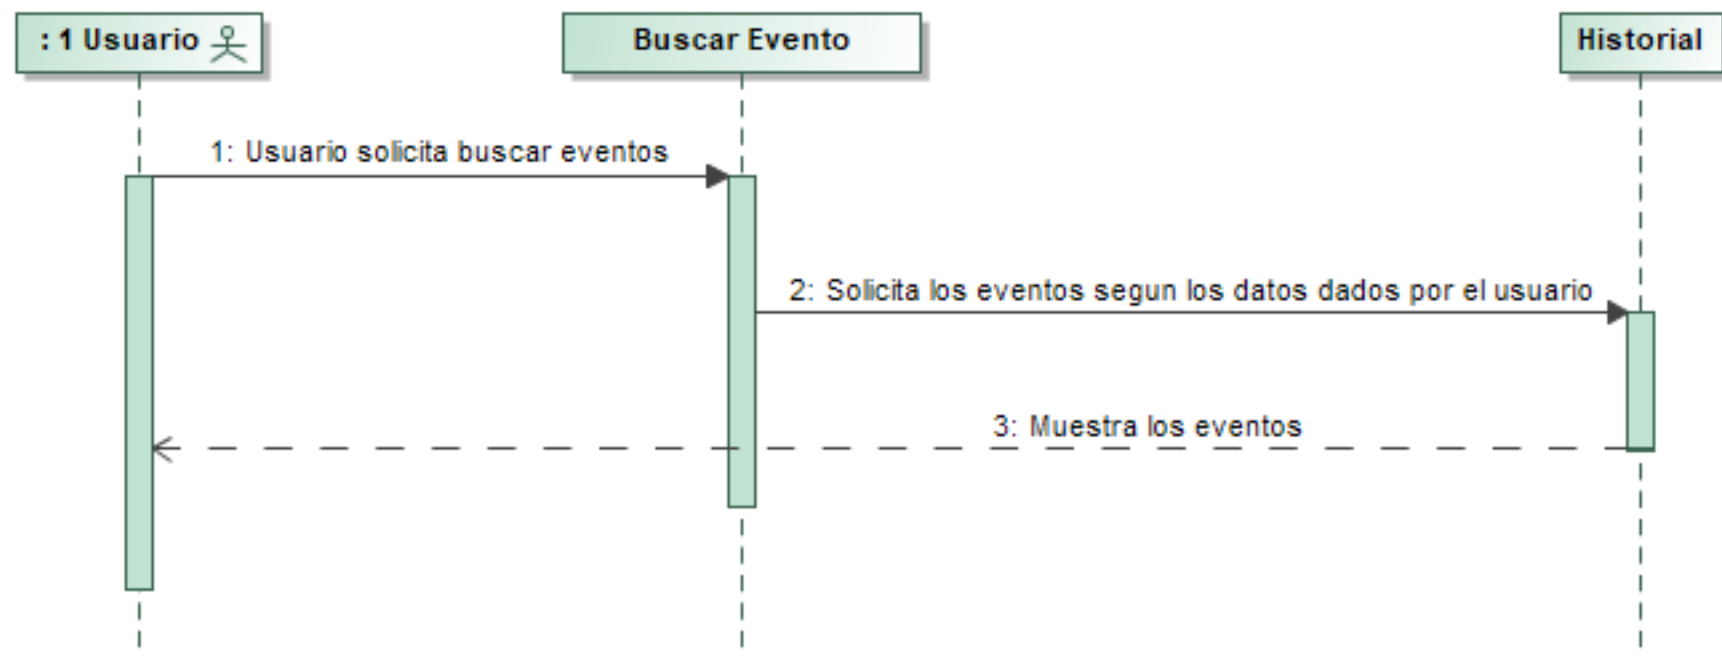 : 1 Usuario
Buscar Evento
Historial
1: Usuario solicita buscar eventos
2: Solicita los eventos segun los datos dados por el usuario
3: Muestra los eventos